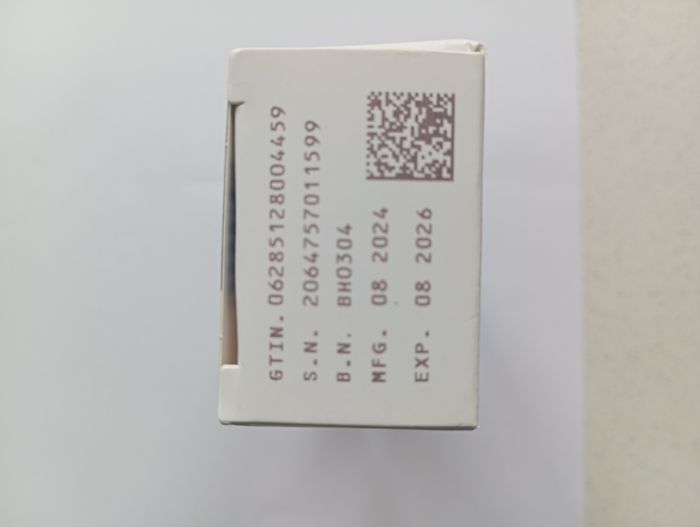 GTIN. 06285128004459
S.N. 2064757011599
B.N. BH0304
MFG. 08 2024
EXP. 08 2026